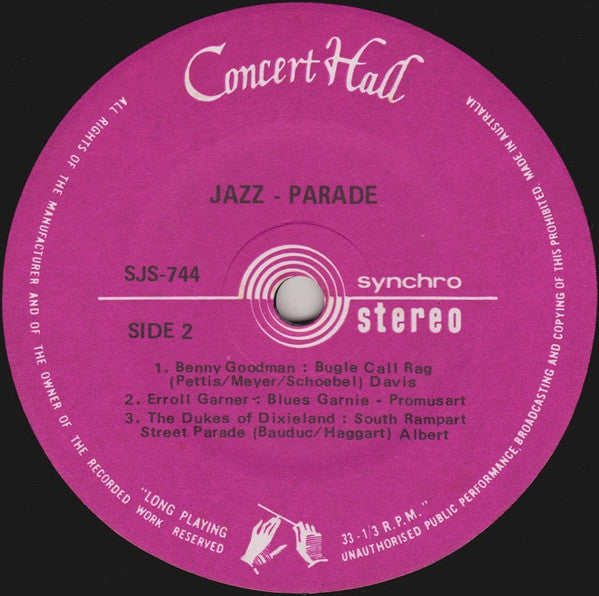 Concert Hall
JAZZ - PARADE
SJS-744
synchro
stereo
SIDE 2
1. Benny Goodman : Bugle Call Rag
(Pettis/Meyer/Schoebel) Davis
2. Erroll Garner-: Blues Garnie - Promusart
3. The Dukes of Dixieland : South Rampart
Street Parade (Bauduc/Haggart) Albert
"LONG PLAYING
33-1/3 R.P.M."
ALL RIGHTS OF THE MANUFACTURER AND OF THE OWNER OF THE RECORDED WORK RESERVED
UNAUTHORISED PUBLIC PERFORMANCE, BROADCASTING AND COPYING OF THIS PROHIBITED. MADE IN AUSTRALIA